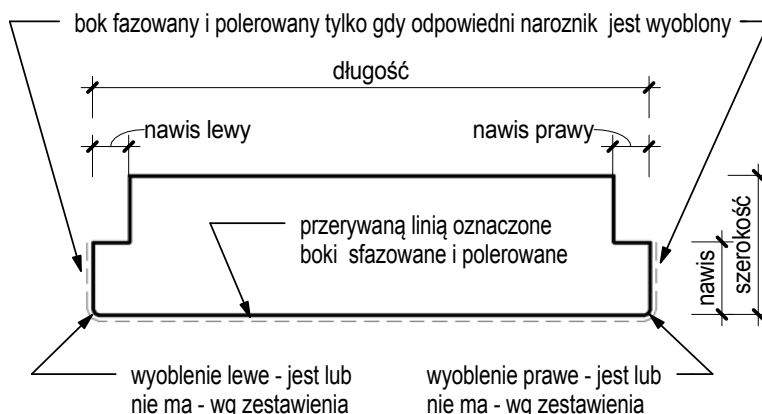 bok fazowany i polerowany tylko gdy odpowiedni naroznik jest wyoblony
długość
nawis lewy
nawis prawy
przerywaną linią oznaczone
boki sfazowane i polerowane
nawis
szerokość
wyoblenie lewe - jest lub
nie ma - wg zestawienia
wyoblenie prawe - jest lub
nie ma - wg zestawienia